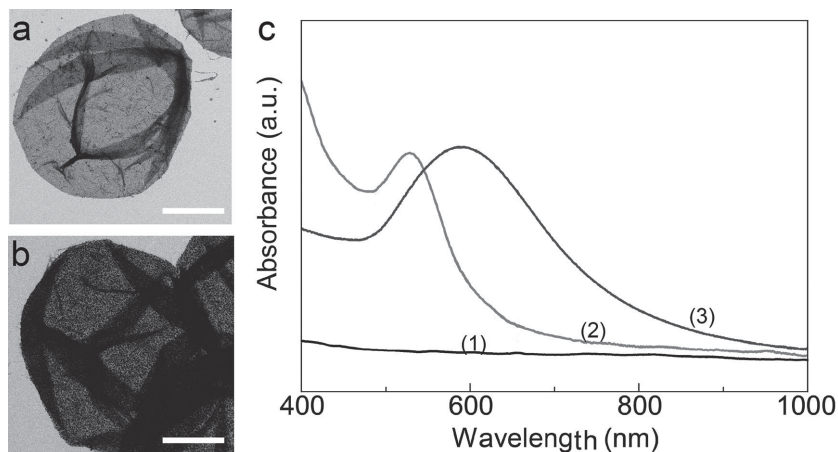 a
b
c
Absorbance (a.u.)
(1)
(2)
(3)
400
600
800
1000
Wavelength (nm)